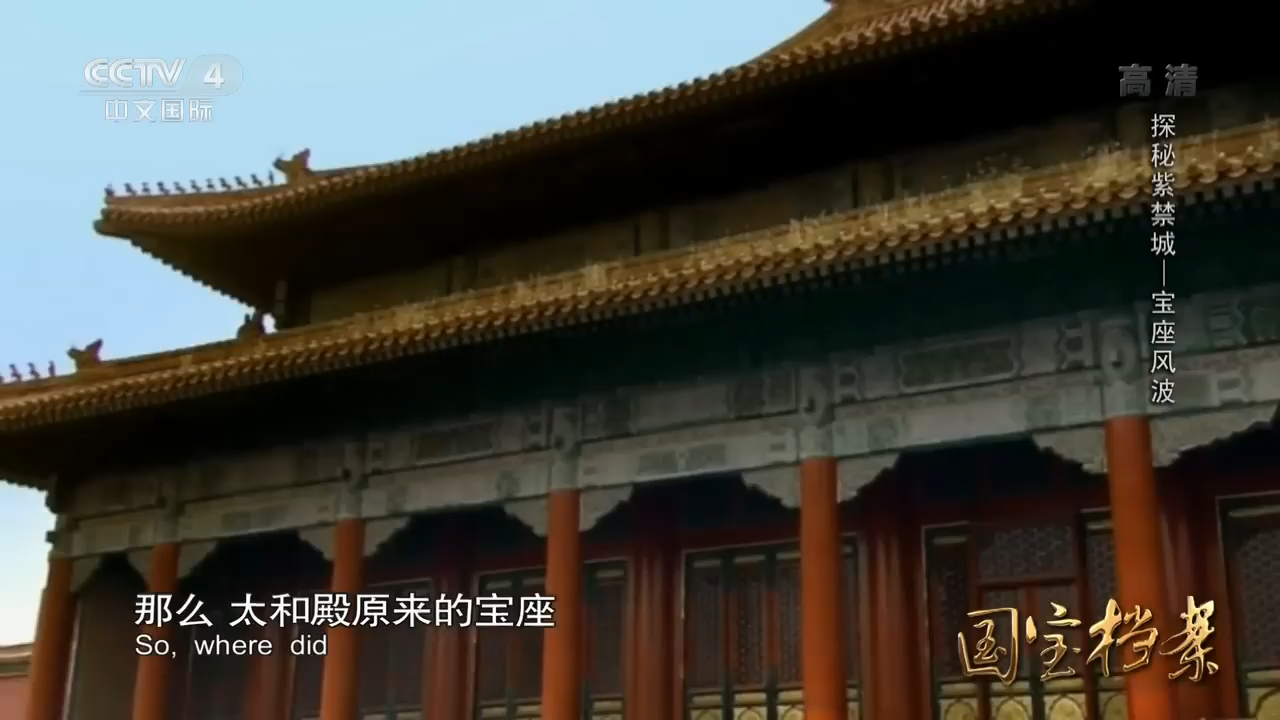 CCTV 4
中文国际
高清
探秘紫禁城—宝座风波
那么 太和殿原来的宝座
So, where did
国宝档案